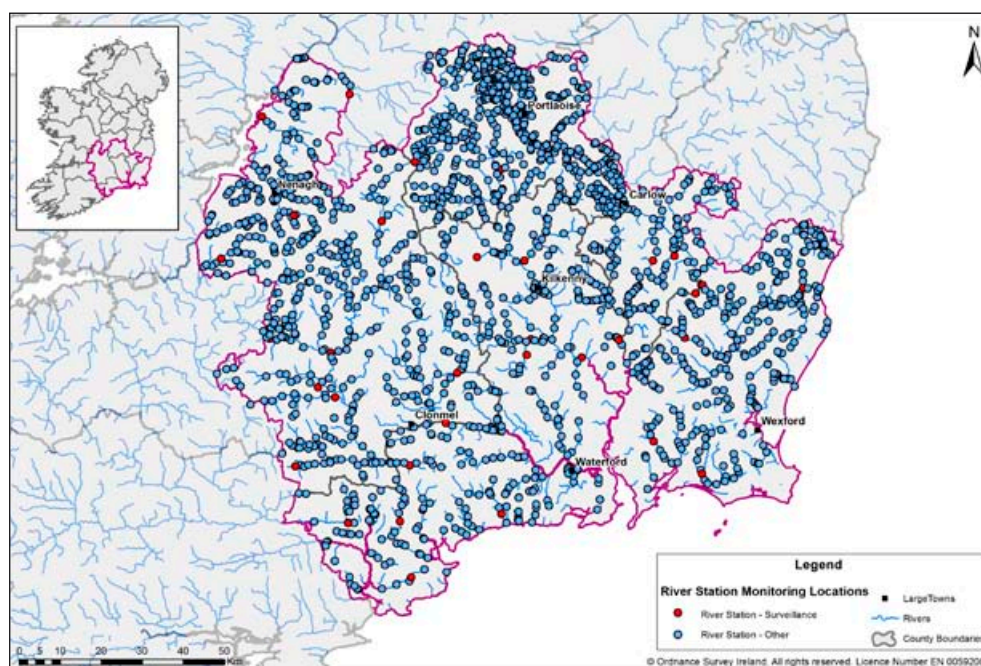 N
Portlaoise
Nenagh
Carlow
Kilkenny
Wexford
Clonmel
Waterford
Legend
River Station Monitoring Locations
River Station - Surveillance
River Station - Other
LargeTowns
Rivers
County Boundaries
0 5 10 20 30 40 50
Km
© Ordnance Survey Ireland. All rights reserved. Licence Number EN 0059208